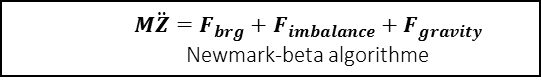 MZ̈ = F_brg + F_imbalance + F_gravity
Newmark-beta algorithme